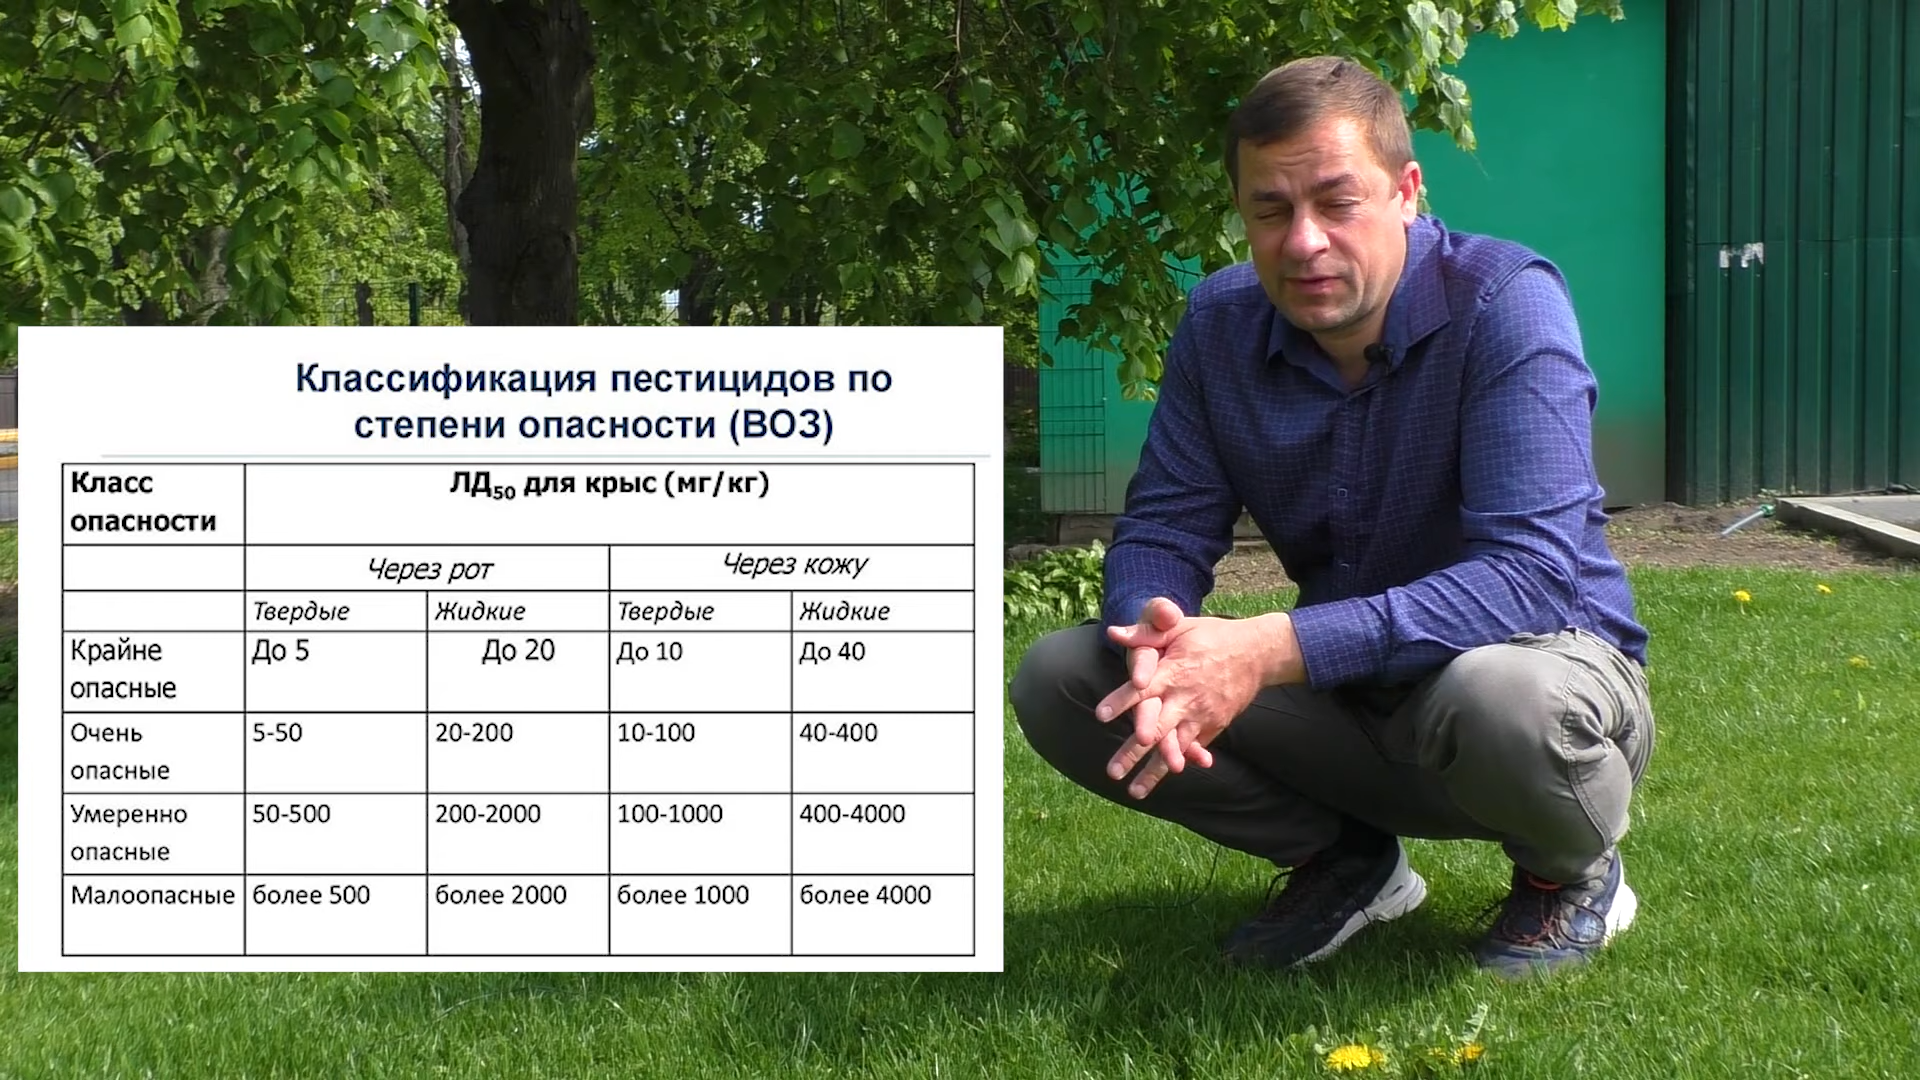 Классификация пестицидов по
степени опасности (ВОЗ)
Класс
опасности
ЛД₅₀ для крыс (мг/кг)
Через рот
Через кожу
Твердые
Жидкие
Твердые
Жидкие
Крайне
опасные
До 5
До 20
До 10
До 40
Очень
опасные
5-50
20-200
10-100
40-400
Умеренно
опасные
50-500
200-2000
100-1000
400-4000
Малоопасные
более 500
более 2000
более 1000
более 4000